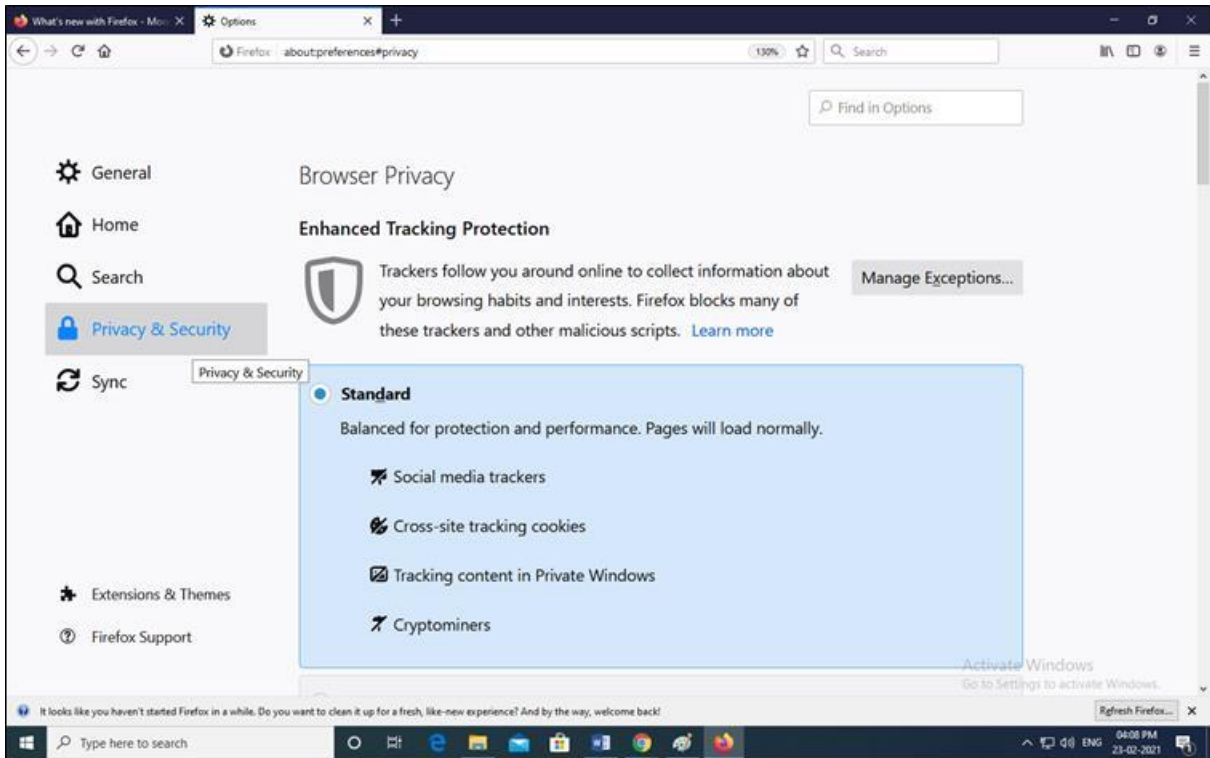 What's new with Firefox - Moz
Options
Firefox about:preferences#privacy 130% Search
Find in Options
General
Home
Search
Privacy & Security
Privacy & Security
Sync
Extensions & Themes
Firefox Support
Browser Privacy
Enhanced Tracking Protection
Trackers follow you around online to collect information about
your browsing habits and interests. Firefox blocks many of
these trackers and other malicious scripts. Learn more
Manage Exceptions...
Standard
Balanced for protection and performance. Pages will load normally.
Social media trackers
Cross-site tracking cookies
Tracking content in Private Windows
Cryptominers
Activate Windows
Go to Settings to activate Windows.
It looks like you haven't started Firefox in a while. Do you want to clean it up for a fresh, like-new experience? And by the way, welcome back! Refresh Firefox...
Type here to search
ENG
04:08 PM
23-02-2021